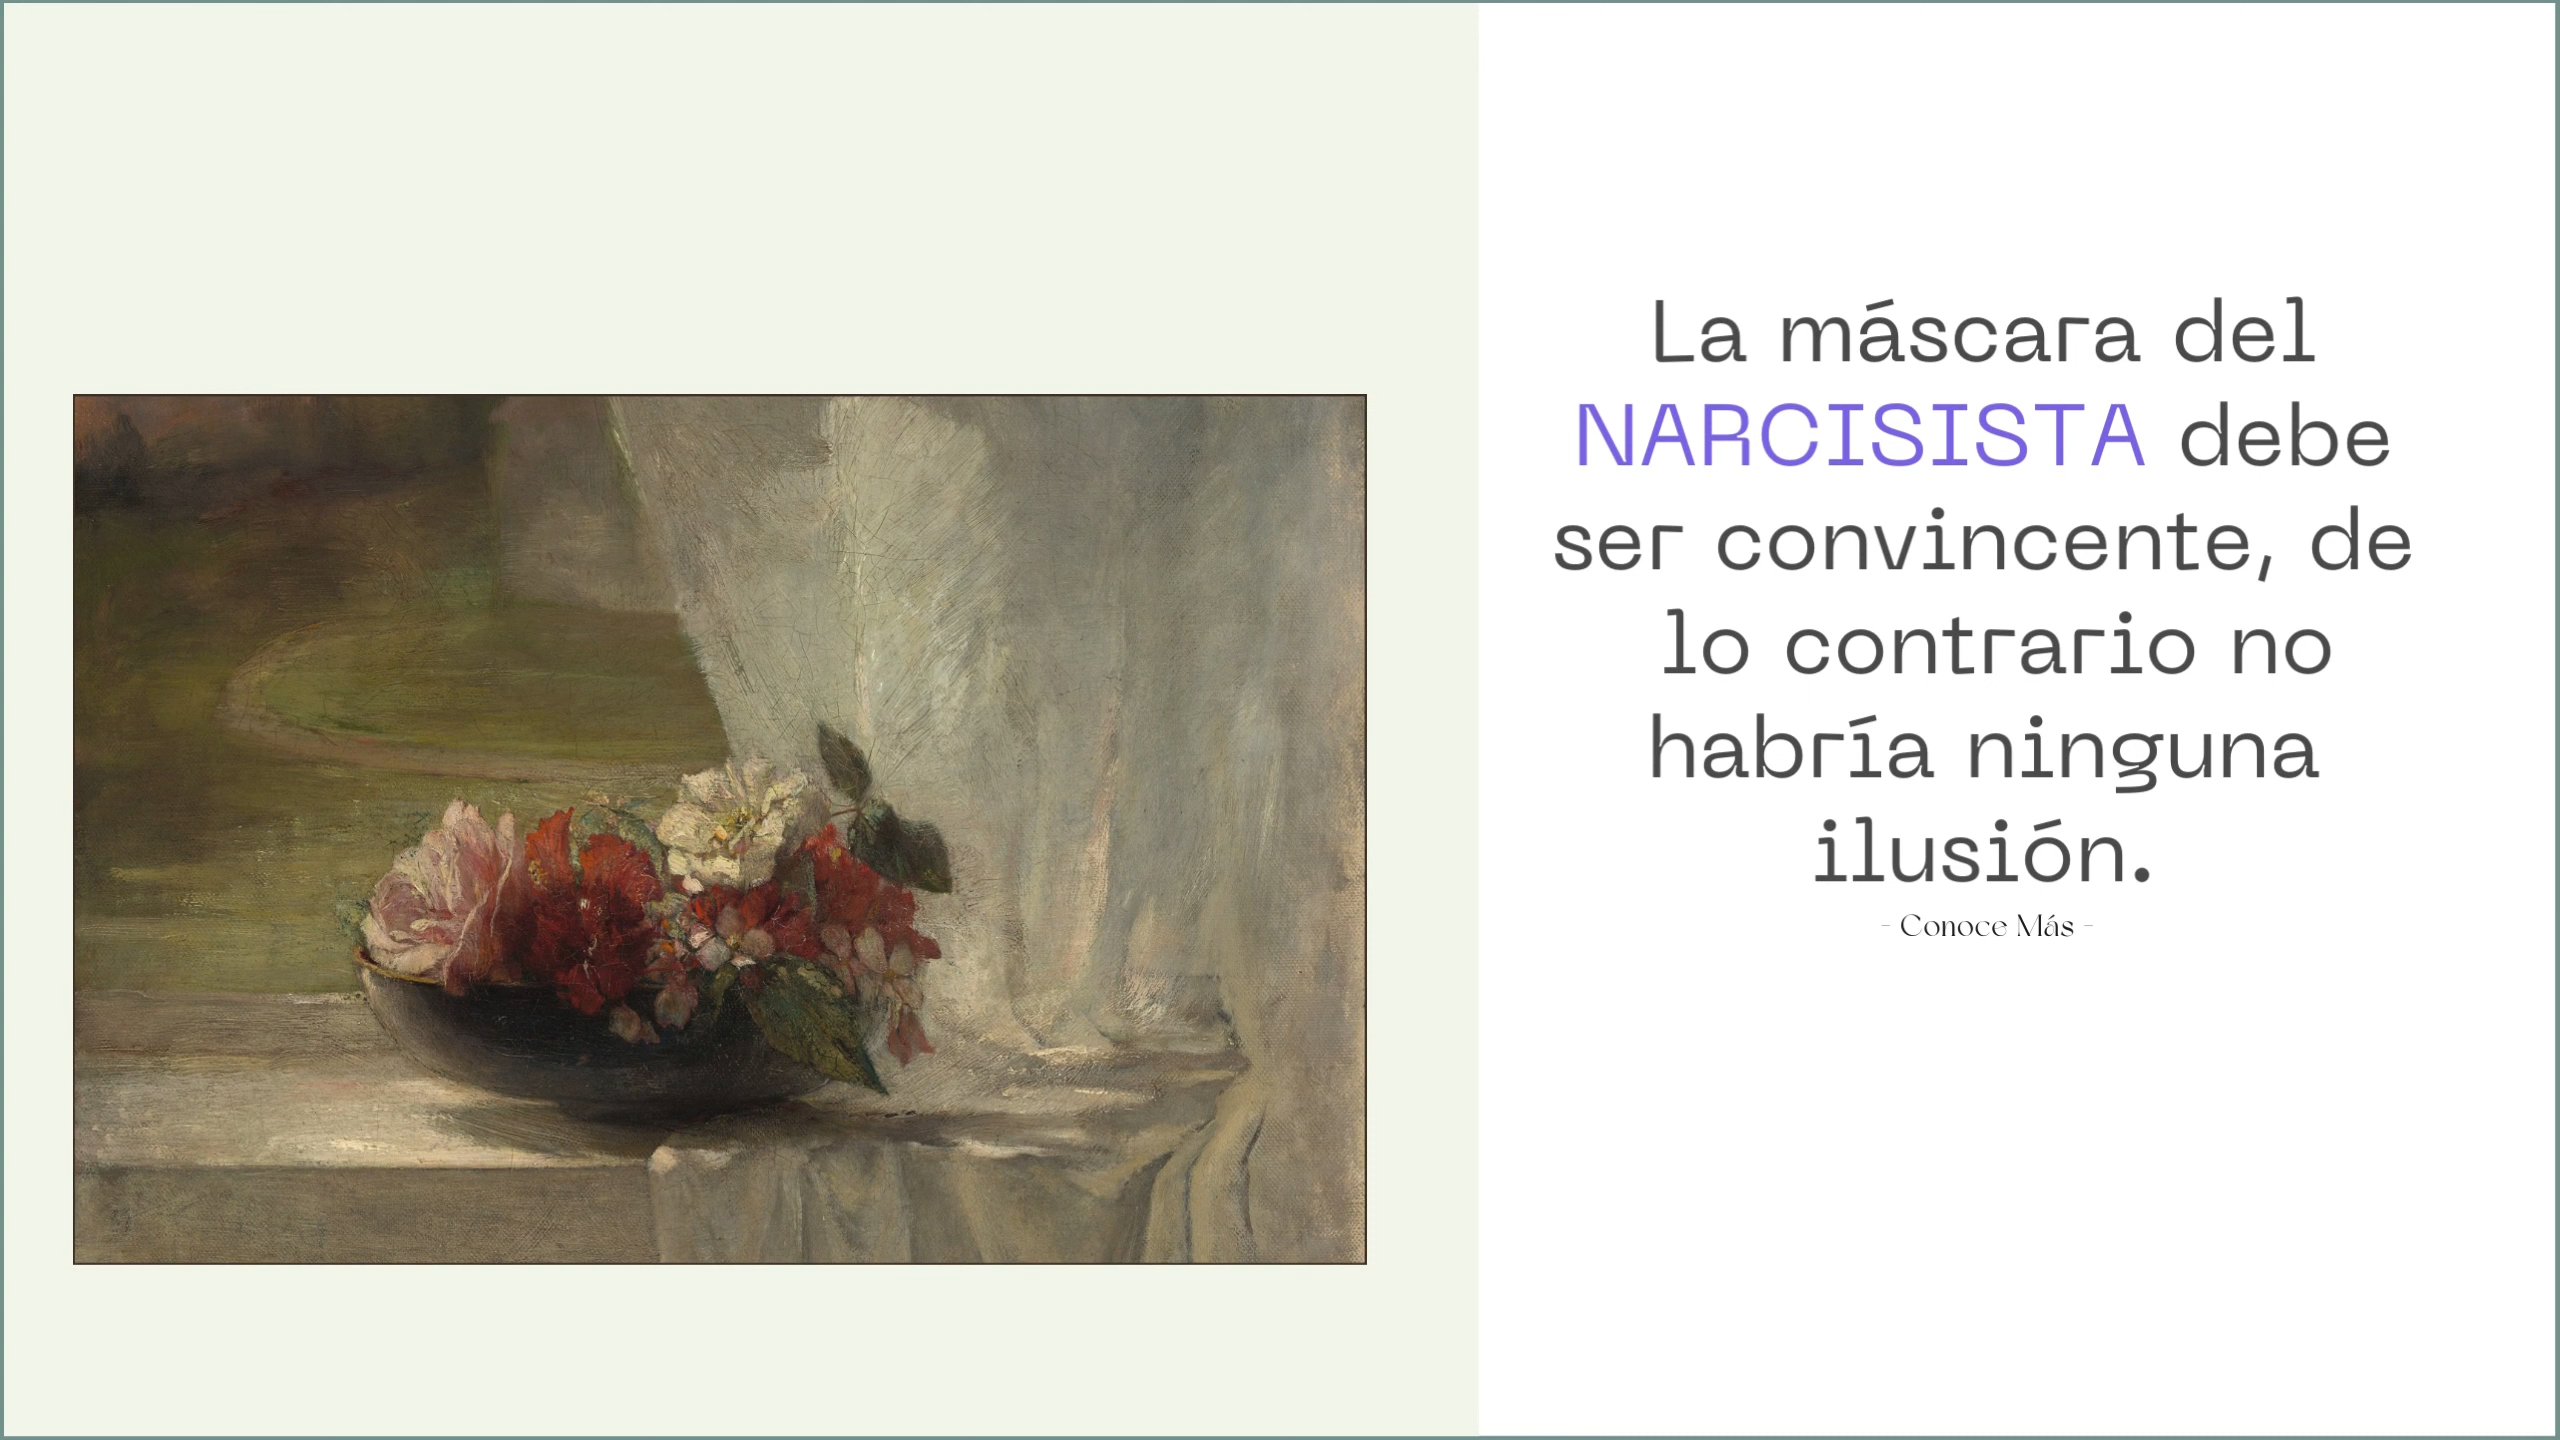 La máscara del
NARCISISTA debe
ser convincente, de
lo contrario no
habría ninguna
ilusión.
- Conoce Más -